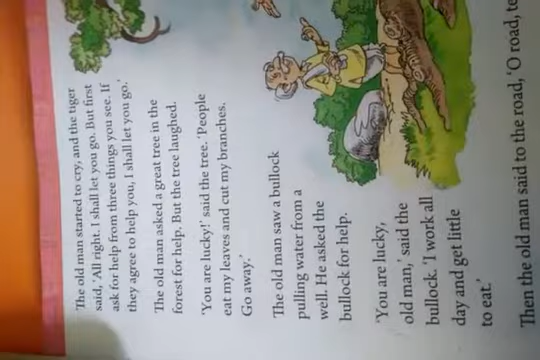 The old man started to cry, and the tiger
said, 'All right. I shall let you go. But first
ask for help from three things you see. If
they agree to help you, I shall let you go.'
The old man asked a great tree in the
forest for help. But the tree laughed.
'You are lucky!' said the tree. 'People
eat my leaves and cut my branches.
Go away.'
The old man saw a bullock
pulling water from a
well. He asked the
bullock for help.
'You are lucky,
old man,' said the
bullock. 'I work all
day and get little
to eat.'
Then the old man said to the road, 'O road,